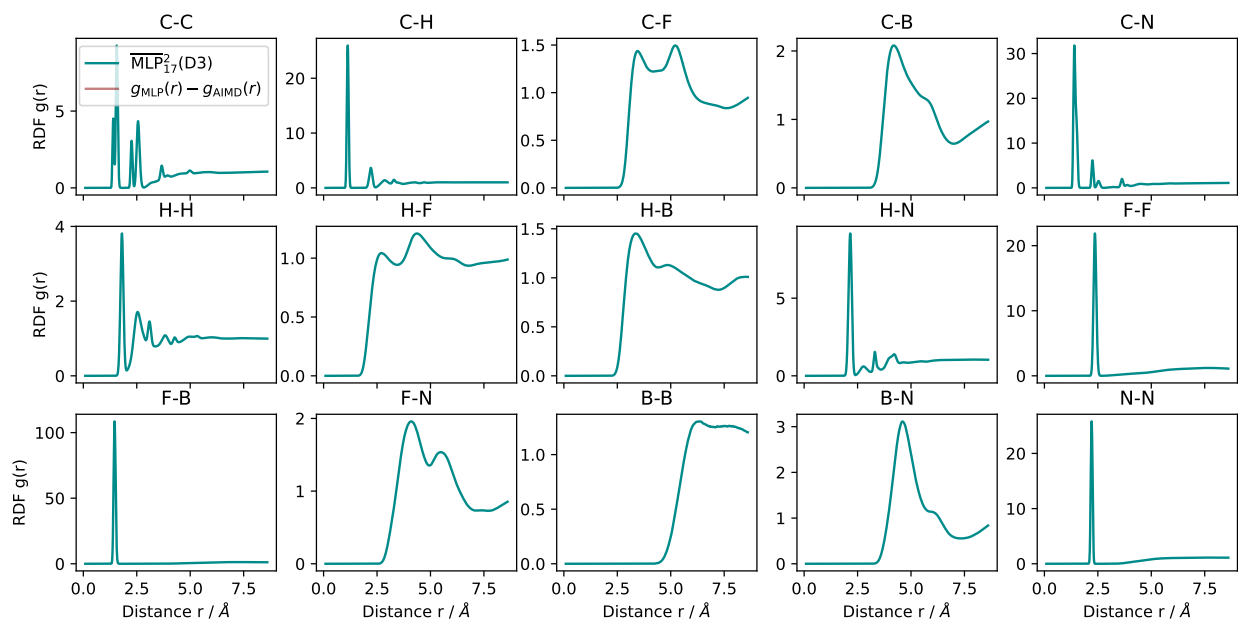 C-C
C-H
C-F
C-B
C-N
RDF g(r)
5
0
MLP²₁₇(D3)
g_MLP(r) − g_AIMD(r)
20
10
0
1.5
1.0
0.5
0.0
2
1
0
30
20
10
0
H-H
H-F
H-B
H-N
F-F
RDF g(r)
4
2
0
1.0
0.5
0.0
1.5
1.0
0.5
0.0
5
0
20
10
0
F-B
F-N
B-B
B-N
N-N
RDF g(r)
100
50
0
2
1
0
1.0
0.5
0.0
3
2
1
0
20
10
0
0.0 2.5 5.0 7.5
0.0 2.5 5.0 7.5
0.0 2.5 5.0 7.5
0.0 2.5 5.0 7.5
0.0 2.5 5.0 7.5
Distance r / Å
Distance r / Å
Distance r / Å
Distance r / Å
Distance r / Å